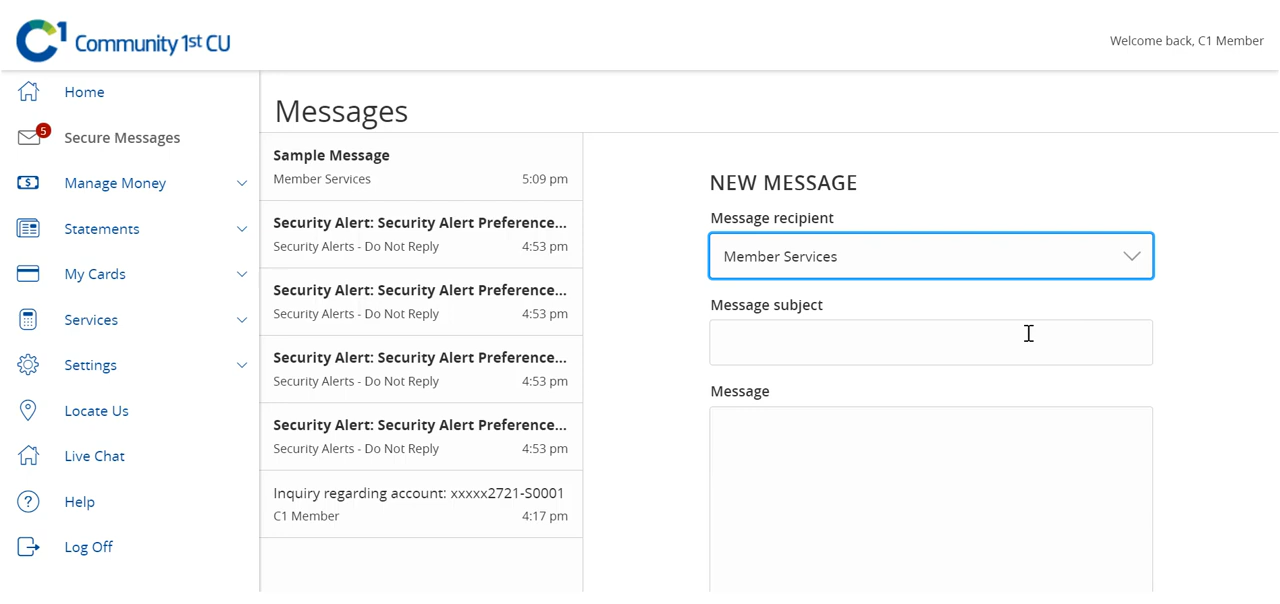 C1 Community 1st CU
Welcome back, C1 Member
Home
5
Secure Messages
Manage Money
Statements
My Cards
Services
Settings
Locate Us
Live Chat
? Help
Log Off
Messages
Sample Message
Member Services 5:09 pm
Security Alert: Security Alert Preference...
Security Alerts - Do Not Reply 4:53 pm
Security Alert: Security Alert Preference...
Security Alerts - Do Not Reply 4:53 pm
Security Alert: Security Alert Preference...
Security Alerts - Do Not Reply 4:53 pm
Security Alert: Security Alert Preference...
Security Alerts - Do Not Reply 4:53 pm
Inquiry regarding account: xxxxx2721-S0001
C1 Member 4:17 pm
NEW MESSAGE
Message recipient
Member Services
Message subject
Message